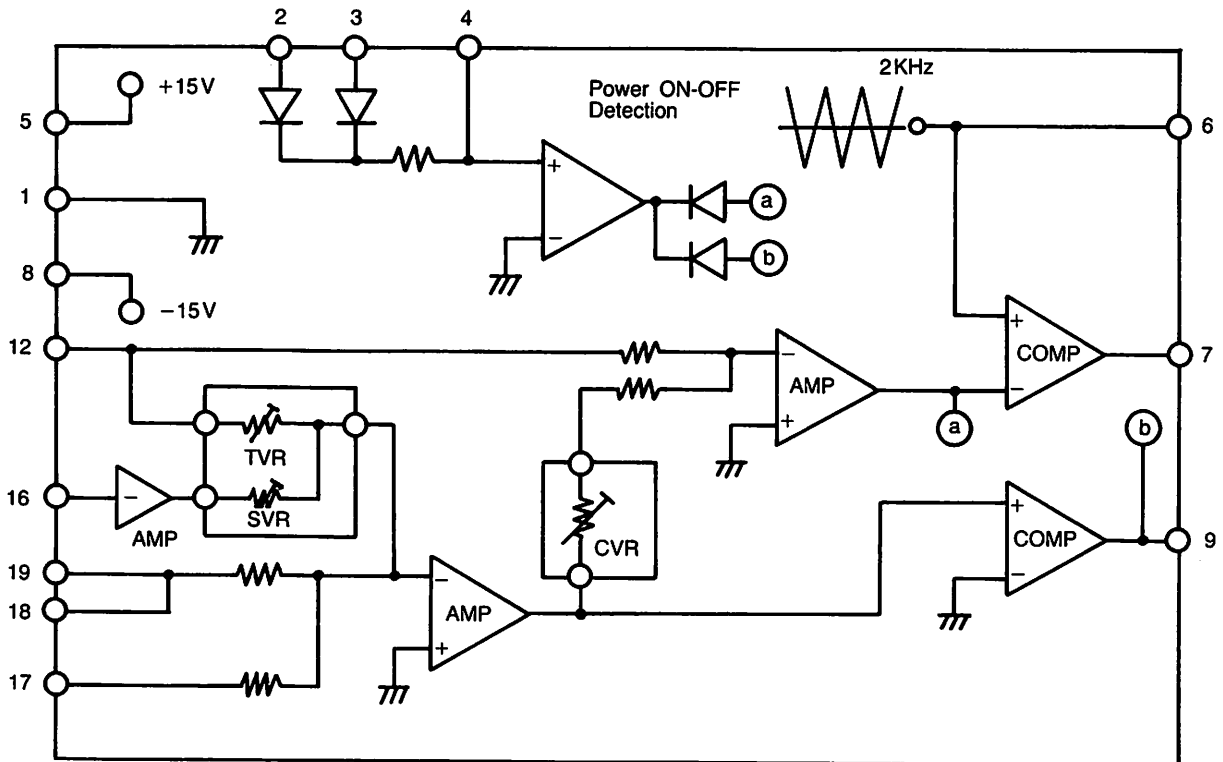 2
3
4
+15V
Power ON-OFF
Detection
2KHz
5
6
+
−
a
1
b
8
−15V
12
+
COMP
−
7
−
AMP
+
a
b
TVR
16
−
AMP
SVR
CVR
+
COMP
−
9
19
−
AMP
+
18
17